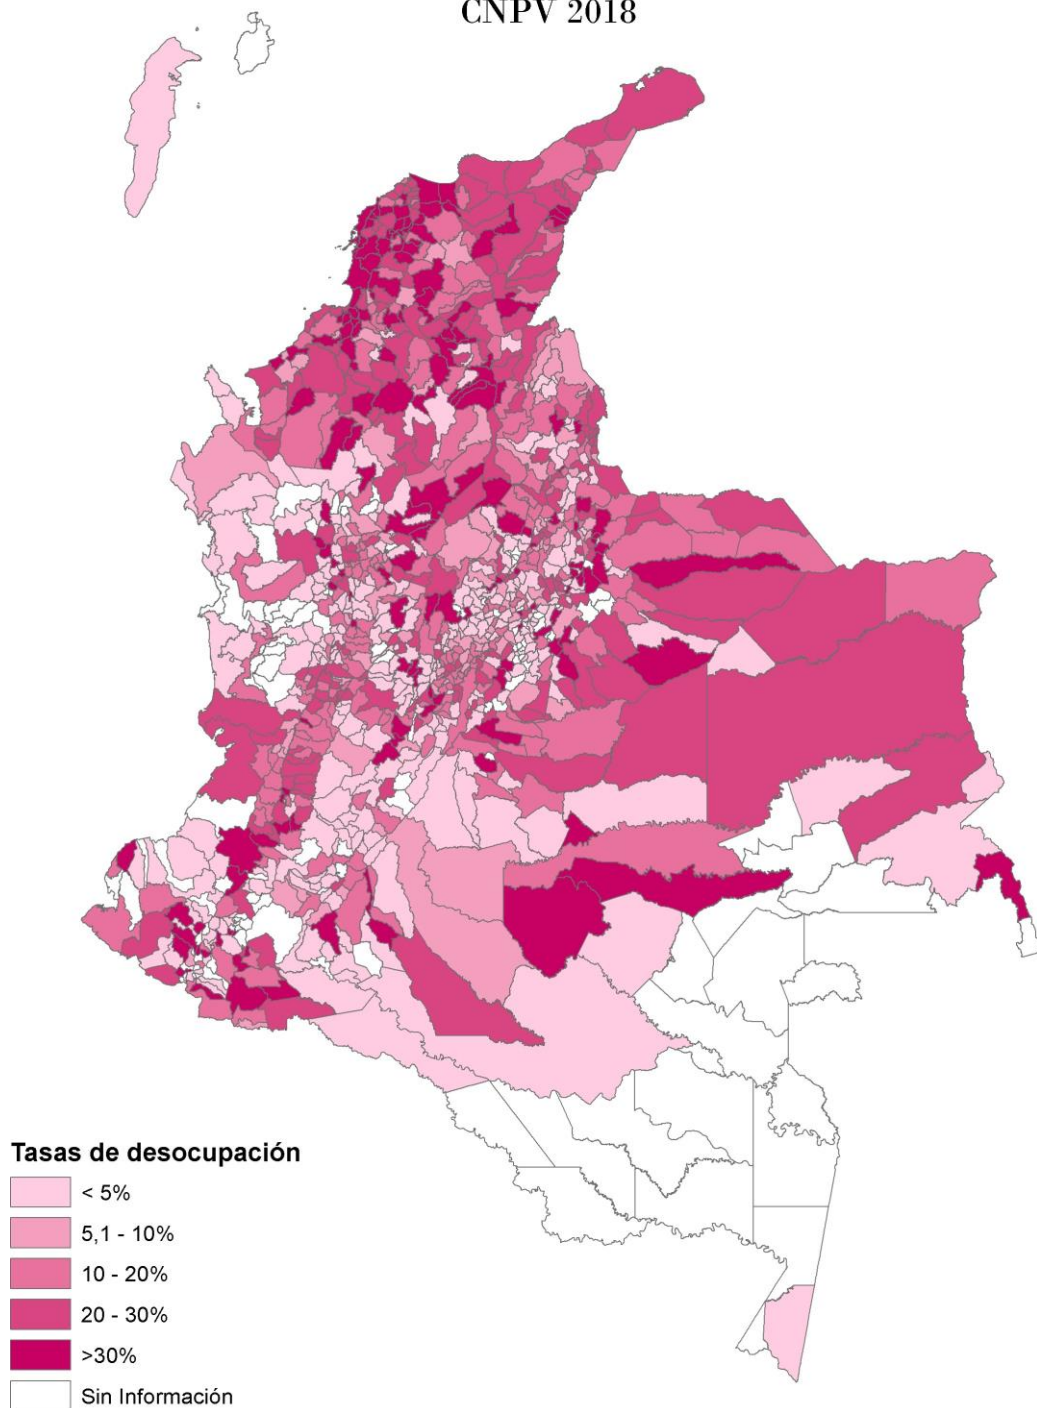 CNPV 2018
Tasas de desocupación
< 5%
5,1 - 10%
10 - 20%
20 - 30%
>30%
Sin Información